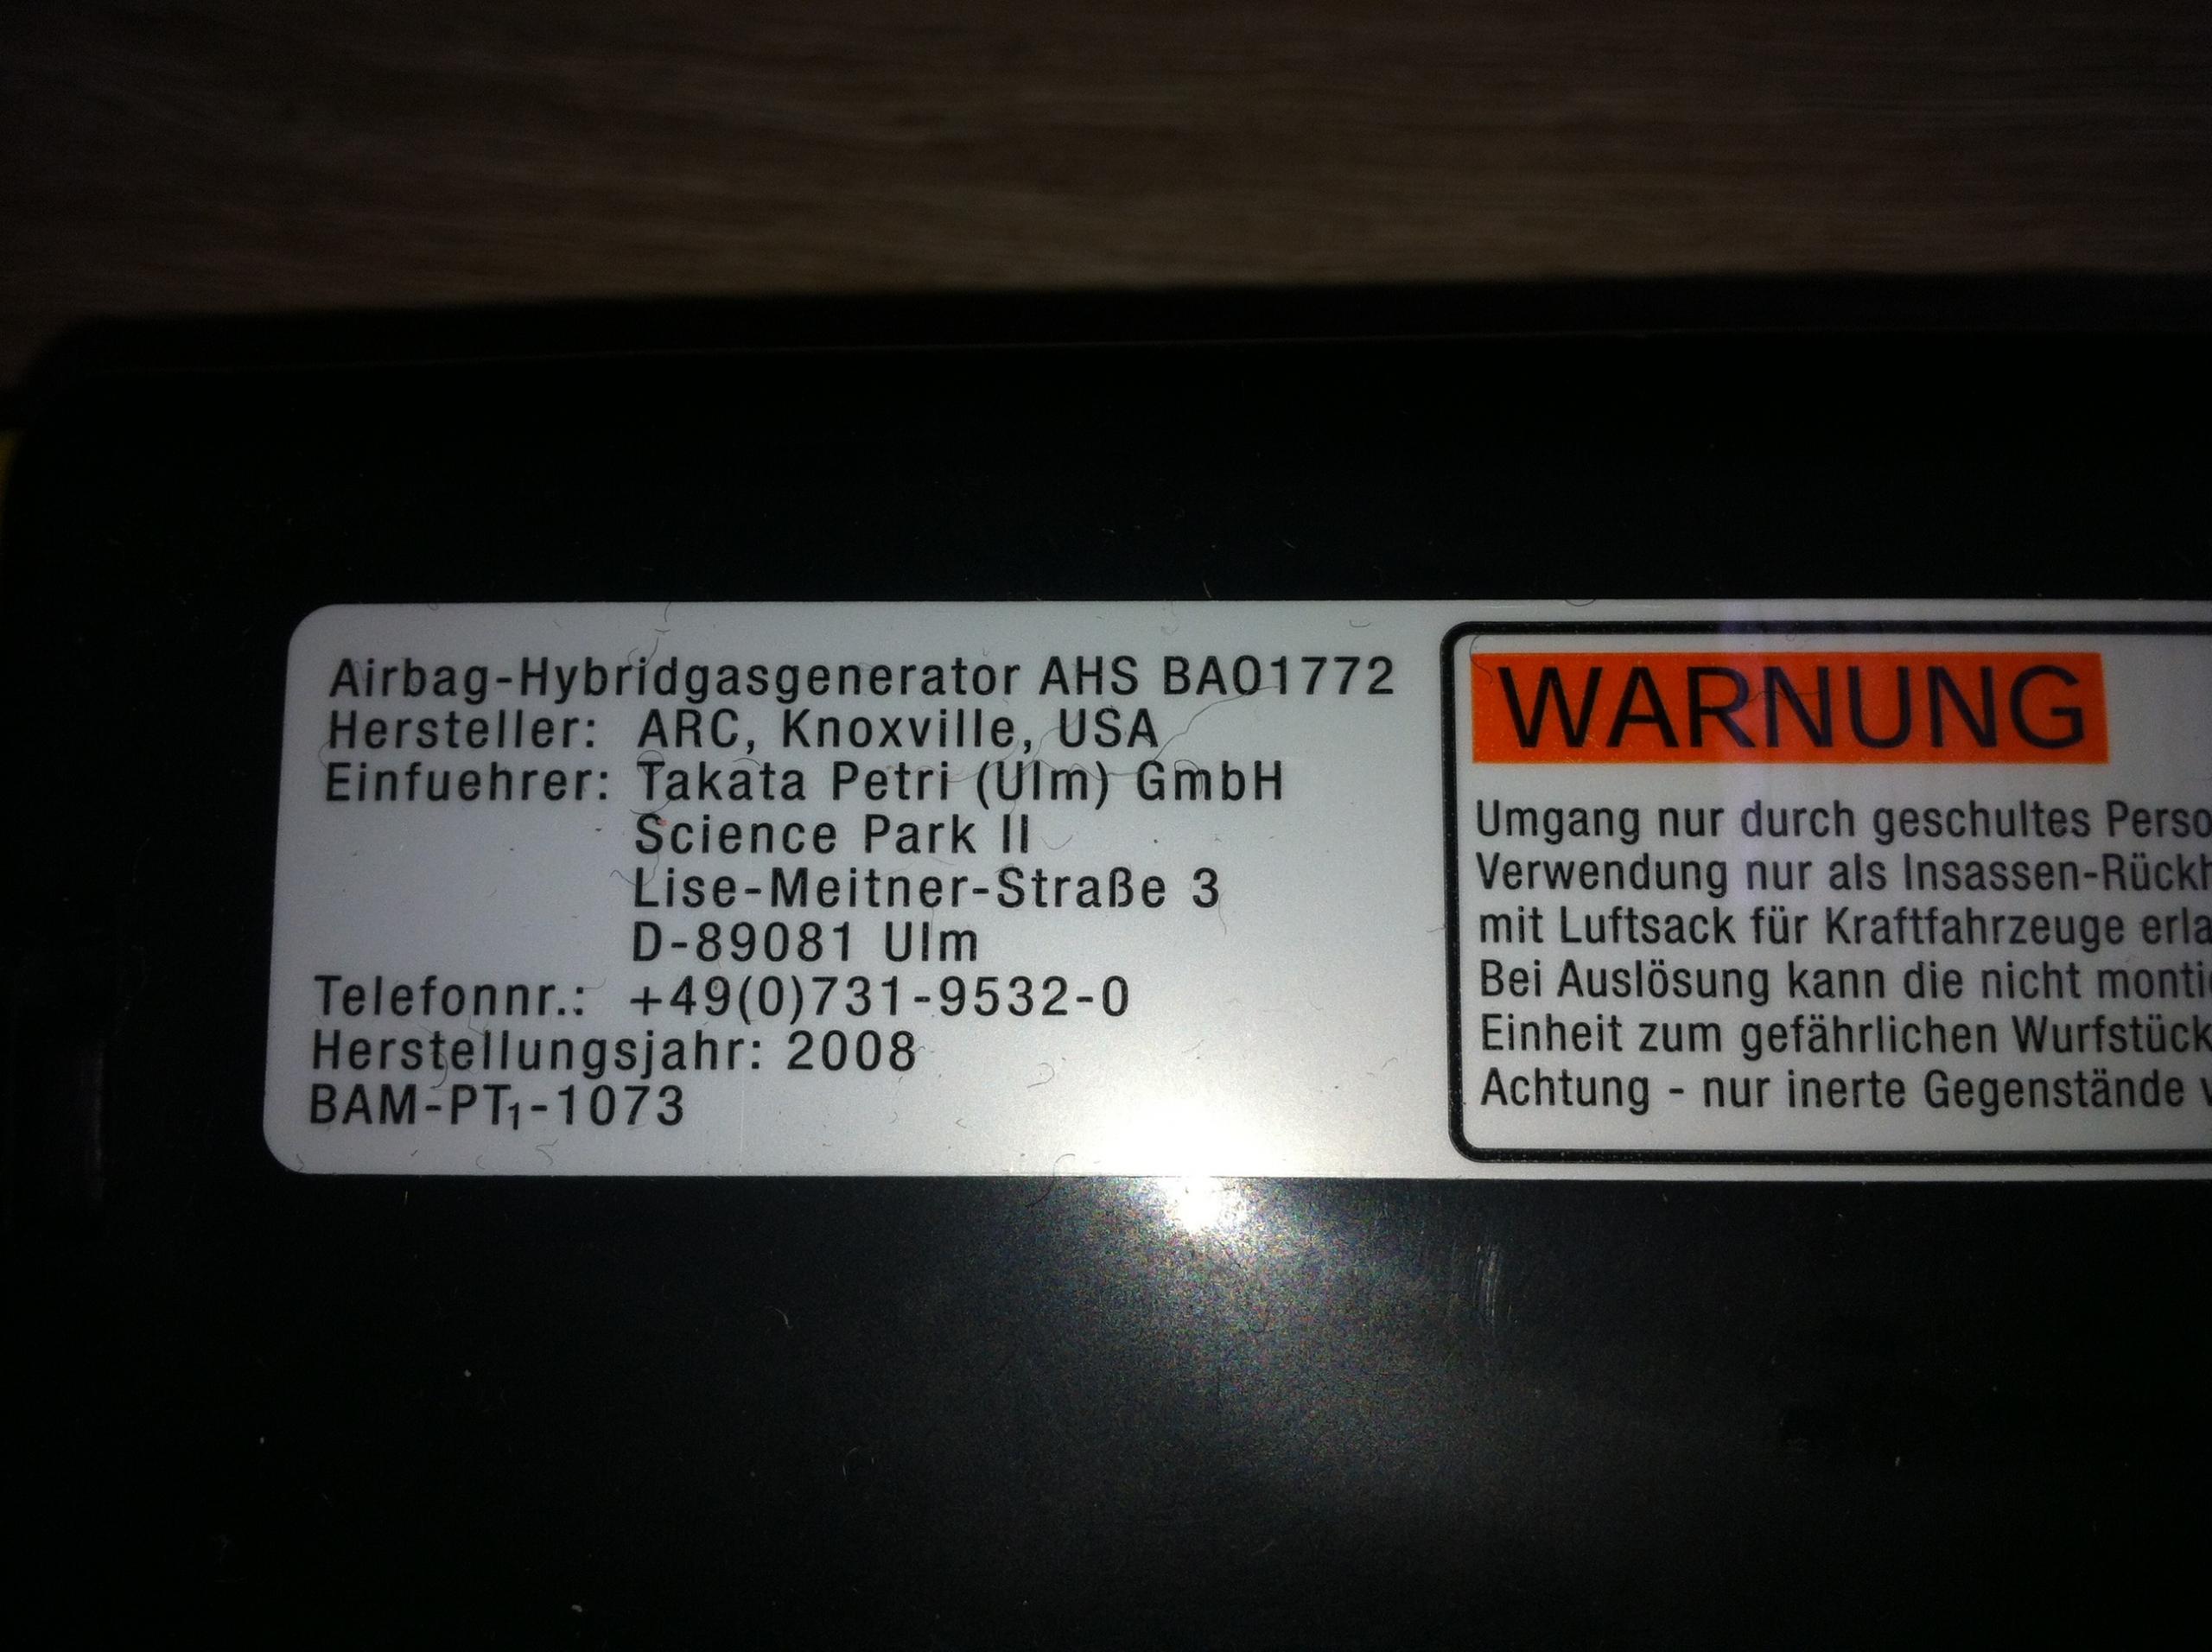 Airbag-Hybridgasgenerator AHS BA01772
Hersteller: ARC, Knoxville, USA
Einfuehrer: Takata Petri (Ulm) GmbH
Science Park II
Lise-Meitner-Straße 3
D-89081 Ulm
Telefonnr.: +49(0)731-9532-0
Herstellungsjahr: 2008
BAM-PT₁-1073
WARNUNG
Umgang nur durch geschultes
Verwendung nur als
mit Luftsack für Kraftfahrzeuge
Bei Auslösung kann die nicht
Einheit zum gefährlichen Wurfstück
Achtung - nur inerte Gegenstände